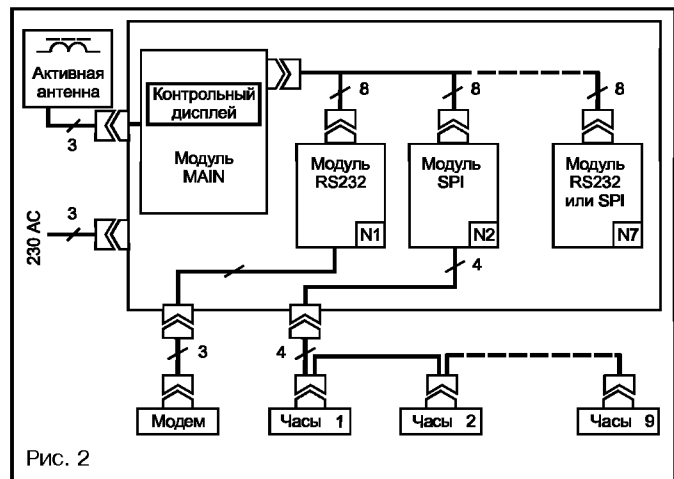 Активная
антенна
3
230 AC
3
Контрольный
дисплей
Модуль
MAIN
8
8
8
Модуль
RS232
N1
Модуль
SPI
N2
Модуль
RS232
или SPI
N7
4
3
4
Модем
Часы 1
Часы 2
Часы 9
Рис. 2